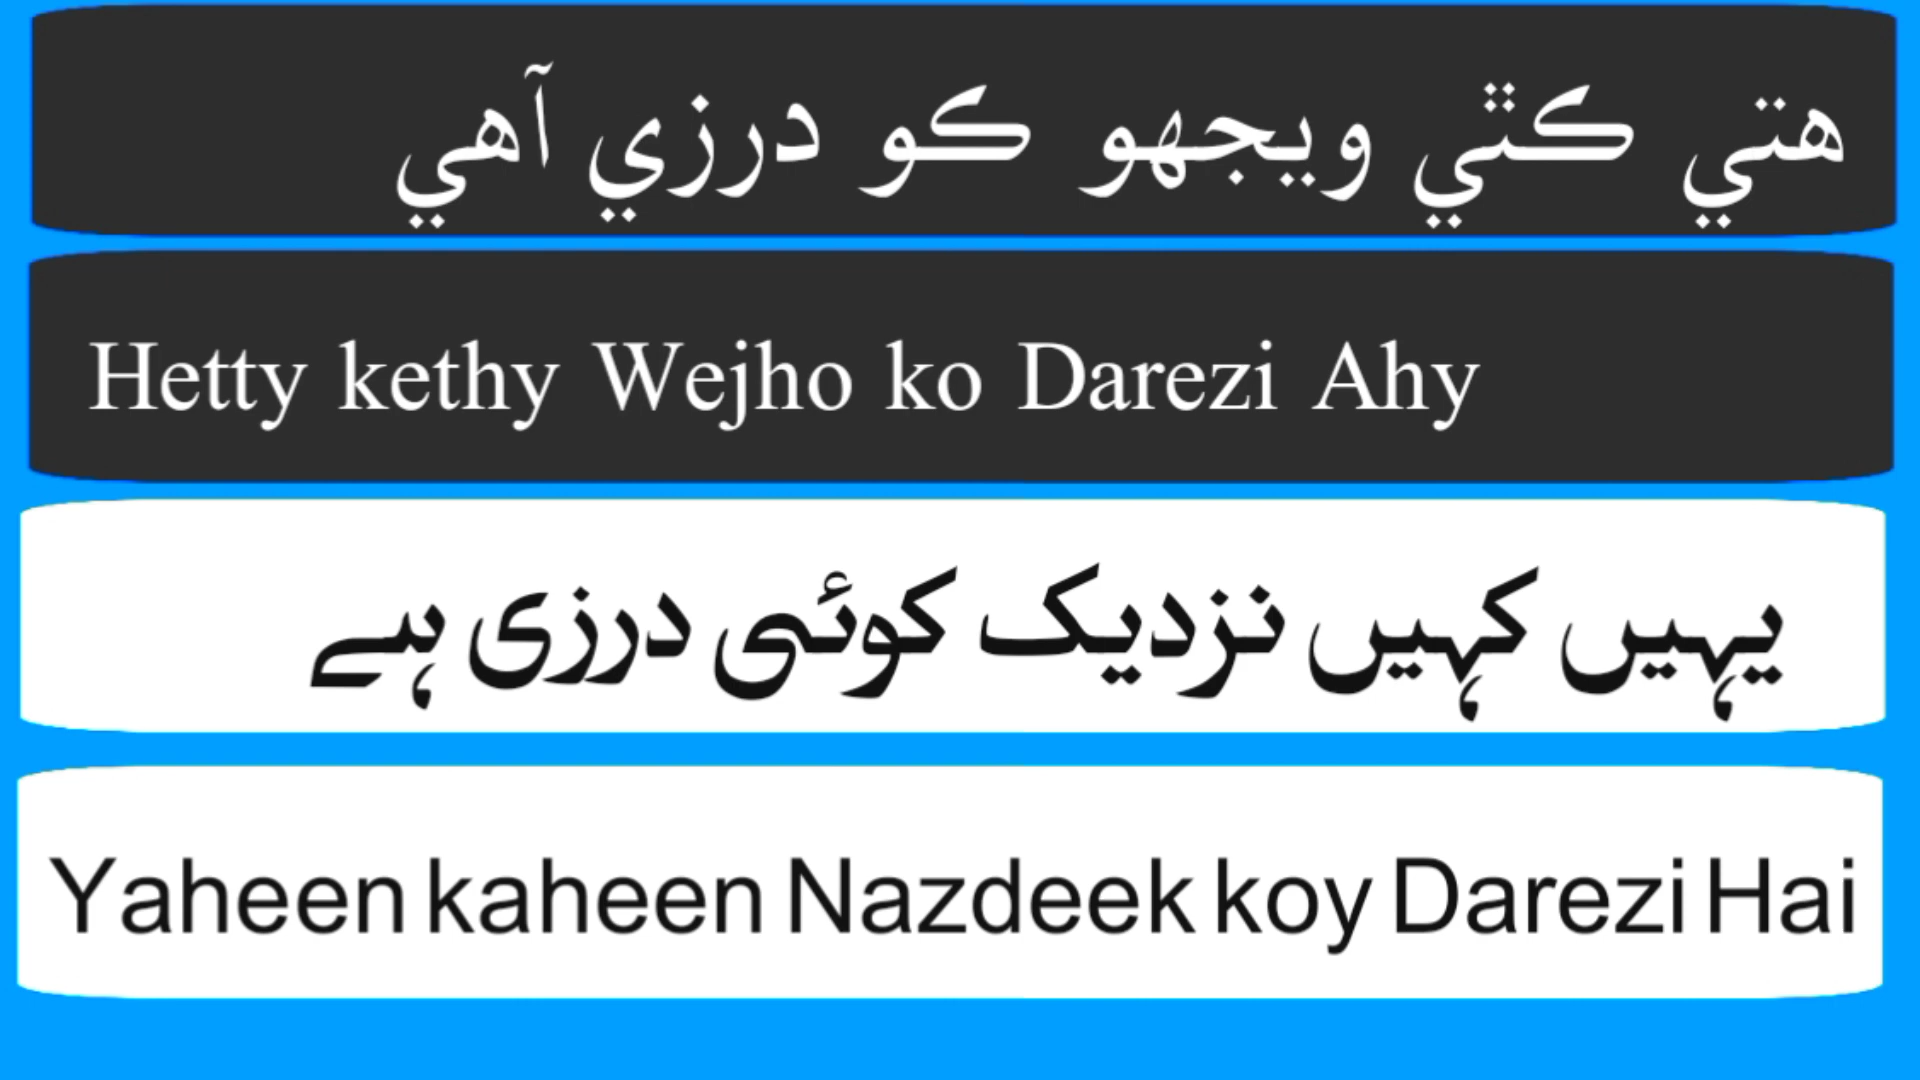 هتي ڪٿي ويجهو ڪو درزي آهي
Hetty kethy Wejho ko Darezi Ahy
یہیں کہیں نزدیک کوئی درزی ہے
Yaheen kaheen Nazdeek koy Darezi Hai